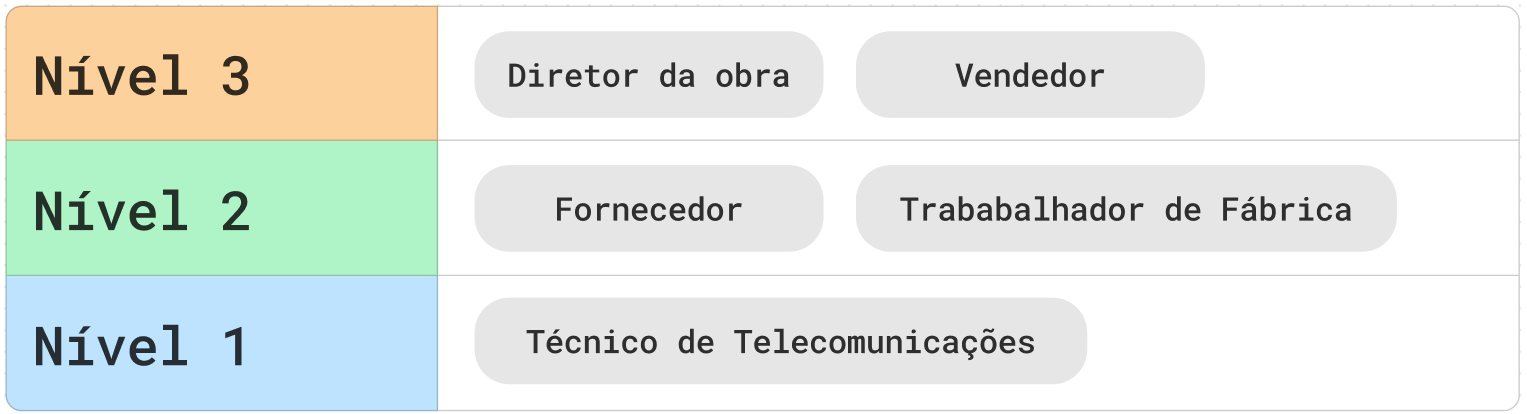 Nível 3
Diretor da obra
Vendedor
Nível 2
Fornecedor
Trababalhador de Fábrica
Nível 1
Técnico de Telecomunicações